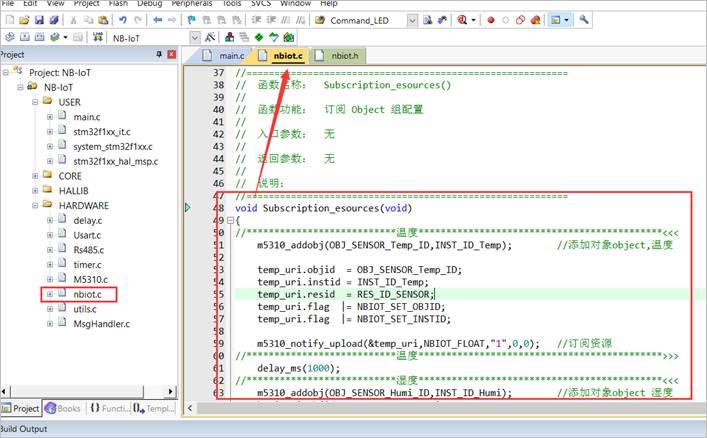 File Edit View Project Flash Debug Peripherals Tools SVCS Window Help
Command_LED
NB-IoT
Project
Project: NB-IoT
NB-IoT
USER
main.c
stm32f1xx_it.c
system_stm32f1xx.c
stm32f1xx_hal_msp.c
CORE
HALLIB
HARDWARE
delay.c
Usart.c
Rs485.c
timer.c
M5310.c
nbiot.c
utils.c
MsgHandler.c
Project Books {} Functi... Templ...
Build Output
main.c nbiot.c nbiot.h
37 //==========================================================
38 // 函数名称： Subscription_esources()
39 //
40 // 函数功能： 订阅 Object 组配置
41 //
42 // 入口参数： 无
43 //
44 // 返回参数： 无
45 //
46 // 说明：
47 //==========================================================
48 void Subscription_esources(void)
49 {
50 //***************************温度********************************************<<<
51 m5310_addobj(OBJ_SENSOR_Temp_ID,INST_ID_Temp); //添加对象object,温度
52
53 temp_uri.objid = OBJ_SENSOR_Temp_ID;
54 temp_uri.instid = INST_ID_Temp;
55 temp_uri.resid = RES_ID_SENSOR;
56 temp_uri.flag |= NBIOT_SET_OBJID;
57 temp_uri.flag |= NBIOT_SET_INSTID;
58
59 m5310_notify_upload(&temp_uri,NBIOT_FLOAT,"1",0,0); //订阅资源
60 //***************************温度********************************************>>>
61 delay_ms(1000);
62 //***************************湿度********************************************<<<
63 m5310_addobj(OBJ_SENSOR_Humi_ID,INST_ID_Humi); //添加对象object 湿度